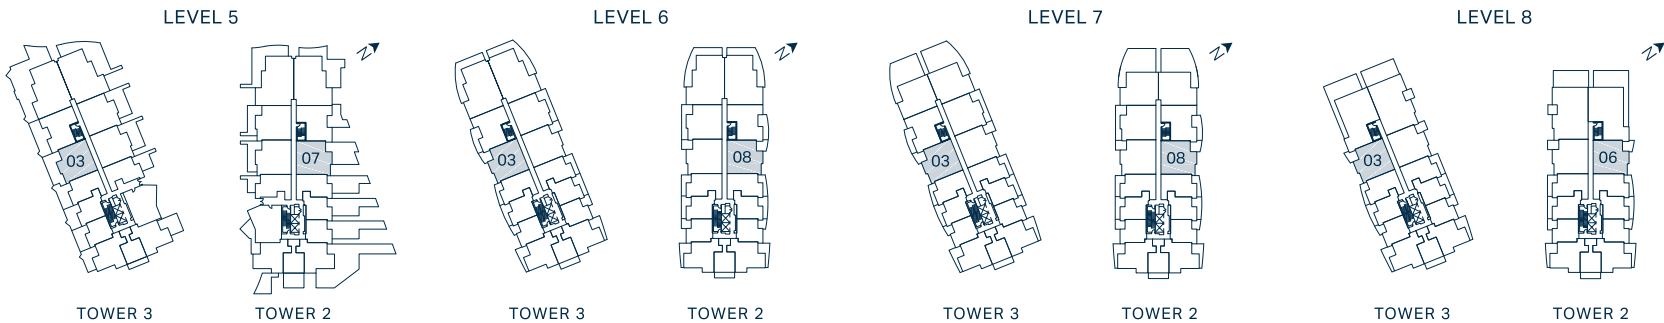 LEVEL 5
LEVEL 6
LEVEL 7
LEVEL 8
N
N
N
N
03
07
03
08
03
08
03
06
TOWER 3
TOWER 2
TOWER 3
TOWER 2
TOWER 3
TOWER 2
TOWER 3
TOWER 2